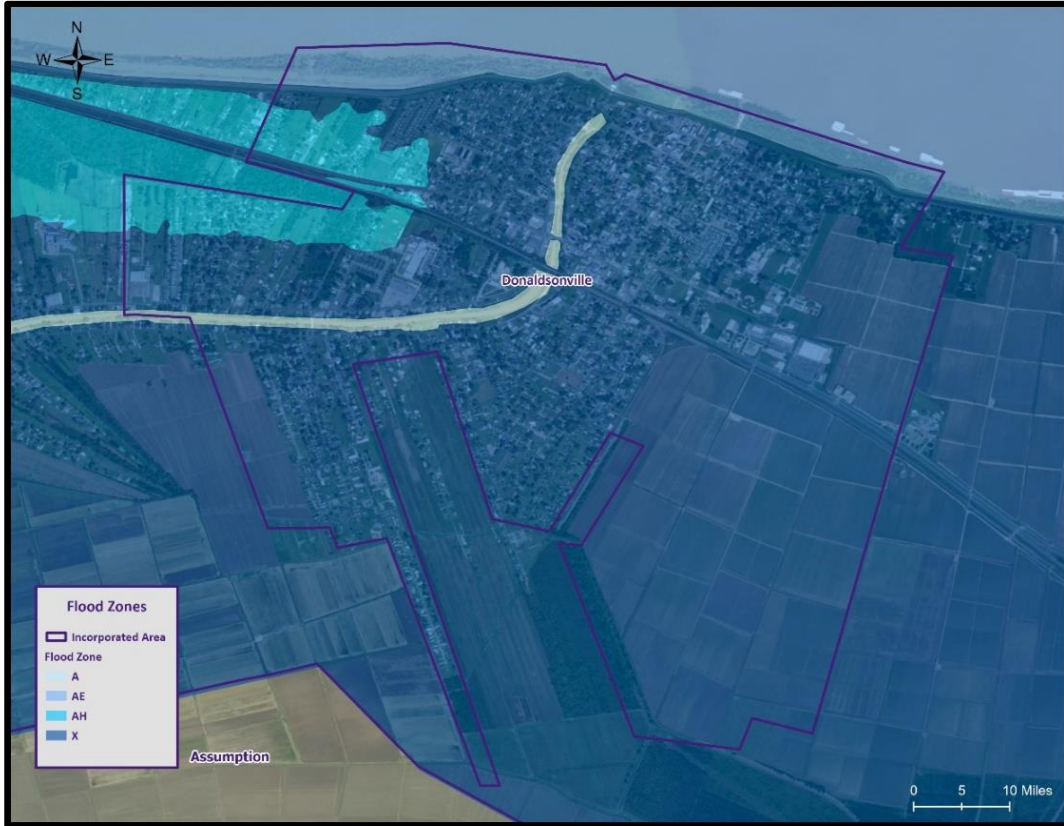 N
W E
S
Donaldsonville
Flood Zones
Incorporated Area
Flood Zone
A
AE
AH
X
Assumption
0 5 10 Miles